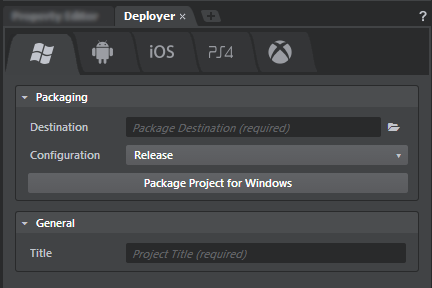 Property Editor Deployer × ?
iOS PS4
Packaging
Destination Package Destination (required)
Configuration Release
Package Project for Windows
General
Title Project Title (required)